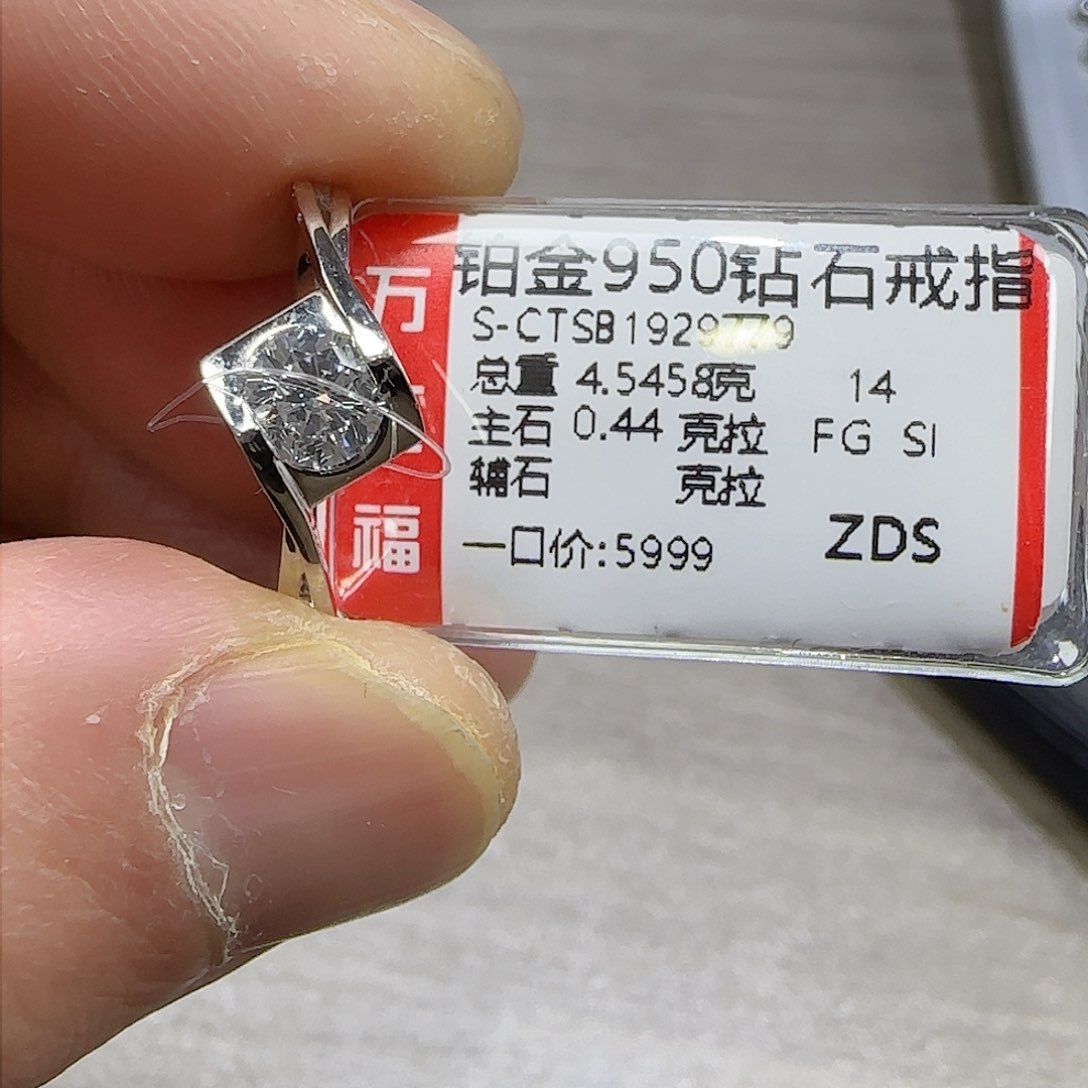 万
福
铂金950钻石戒指
S-CTSB1929779
总重 4.5458克 14
主石 0.44 克拉 FG SI
辅石 克拉
一口价:5999 ZDS